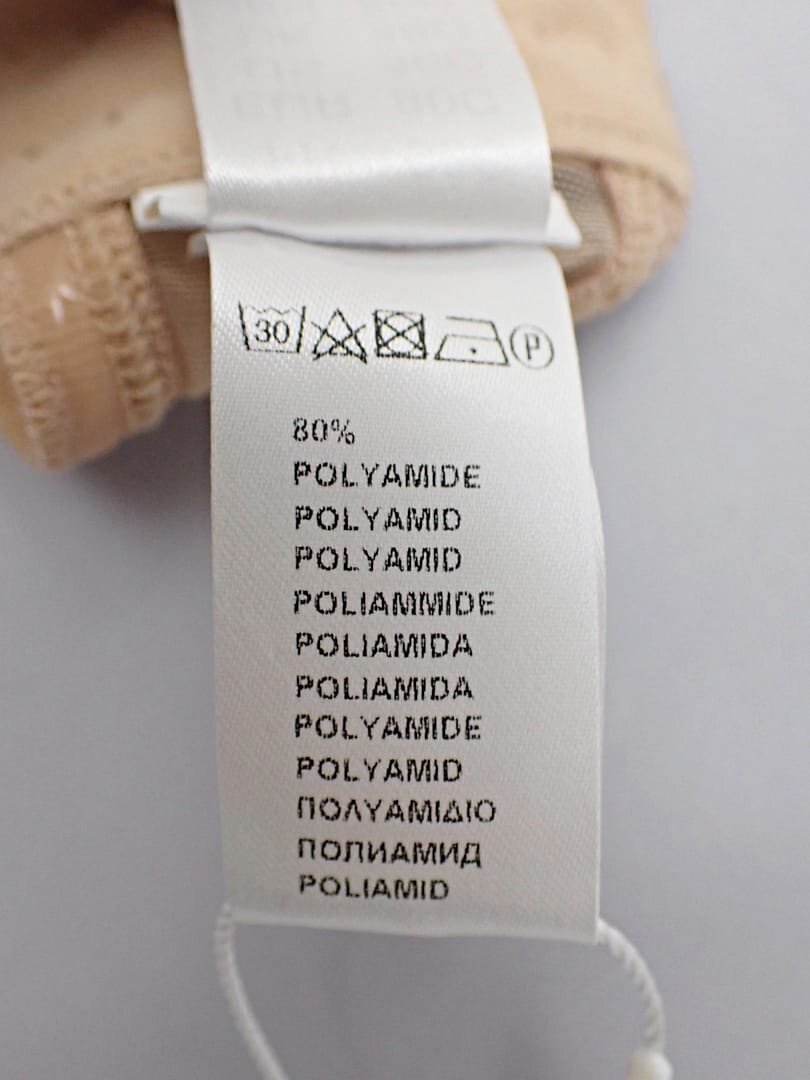 30 P
80%
POLYAMIDE
POLYAMID
POLYAMID
POLIAMMIDE
POLIAMIDA
POLIAMIDA
POLYAMIDE
POLYAMID
ΠΟΛΥΑΜΙΔΙΟ
ПОЛИАМИД
POLIAMID